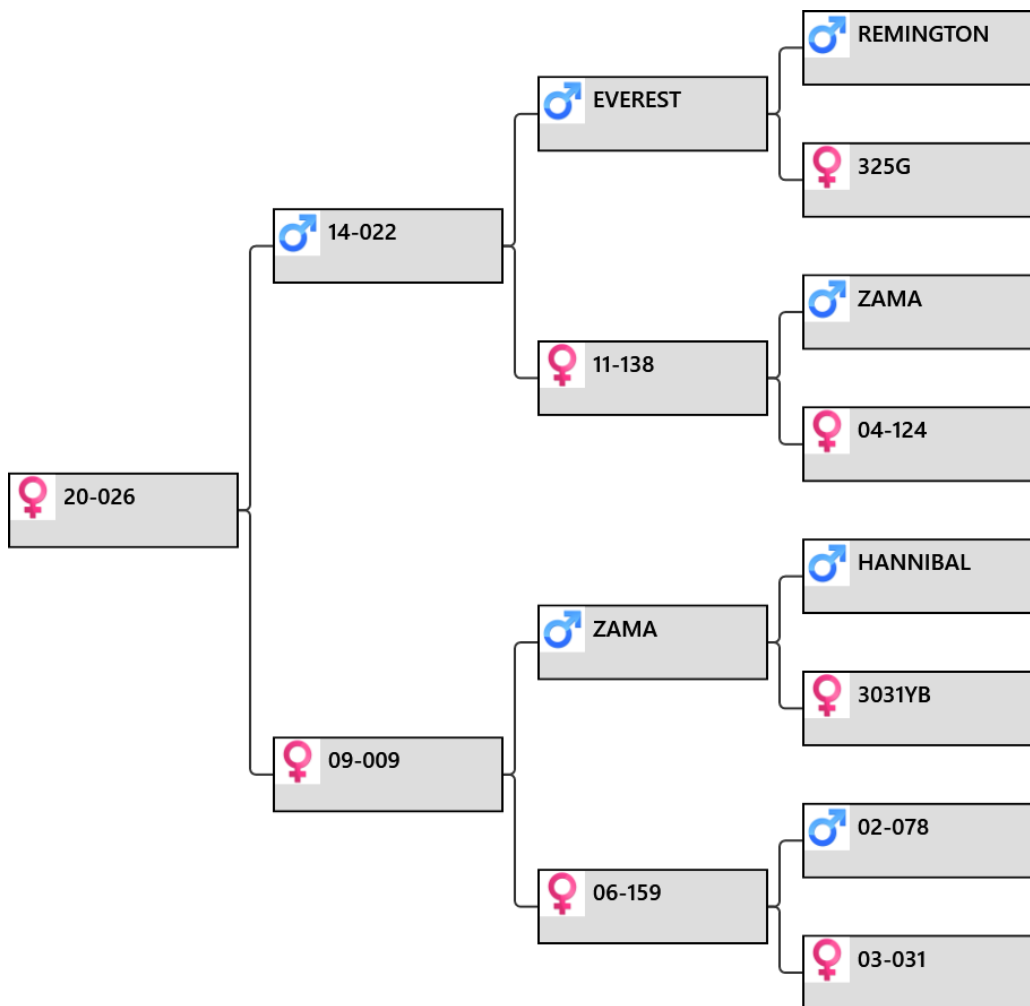 REMINGTON
EVEREST
325G
14-022
ZAMA
11-138
04-124
20-026
HANNIBAL
ZAMA
3031YB
09-009
02-078
06-159
03-031